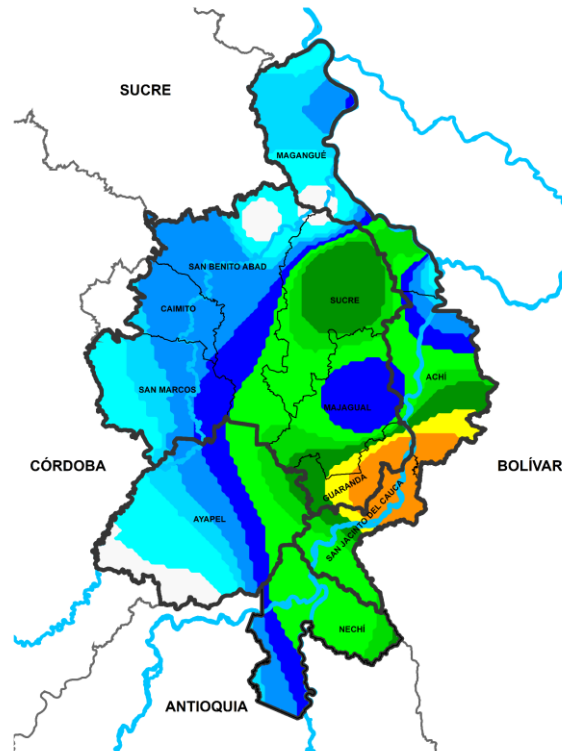 SUCRE
MAGANGUÉ
SAN BENITO ABAD
CAIMITO
SUCRE
ACHÍ
SAN MARCOS
MAJAGUAL
CÓRDOBA
BOLÍVAR
GUARANDA
SAN JACINTO DEL CAUCA
AYAPEL
NECHÍ
ANTIOQUIA